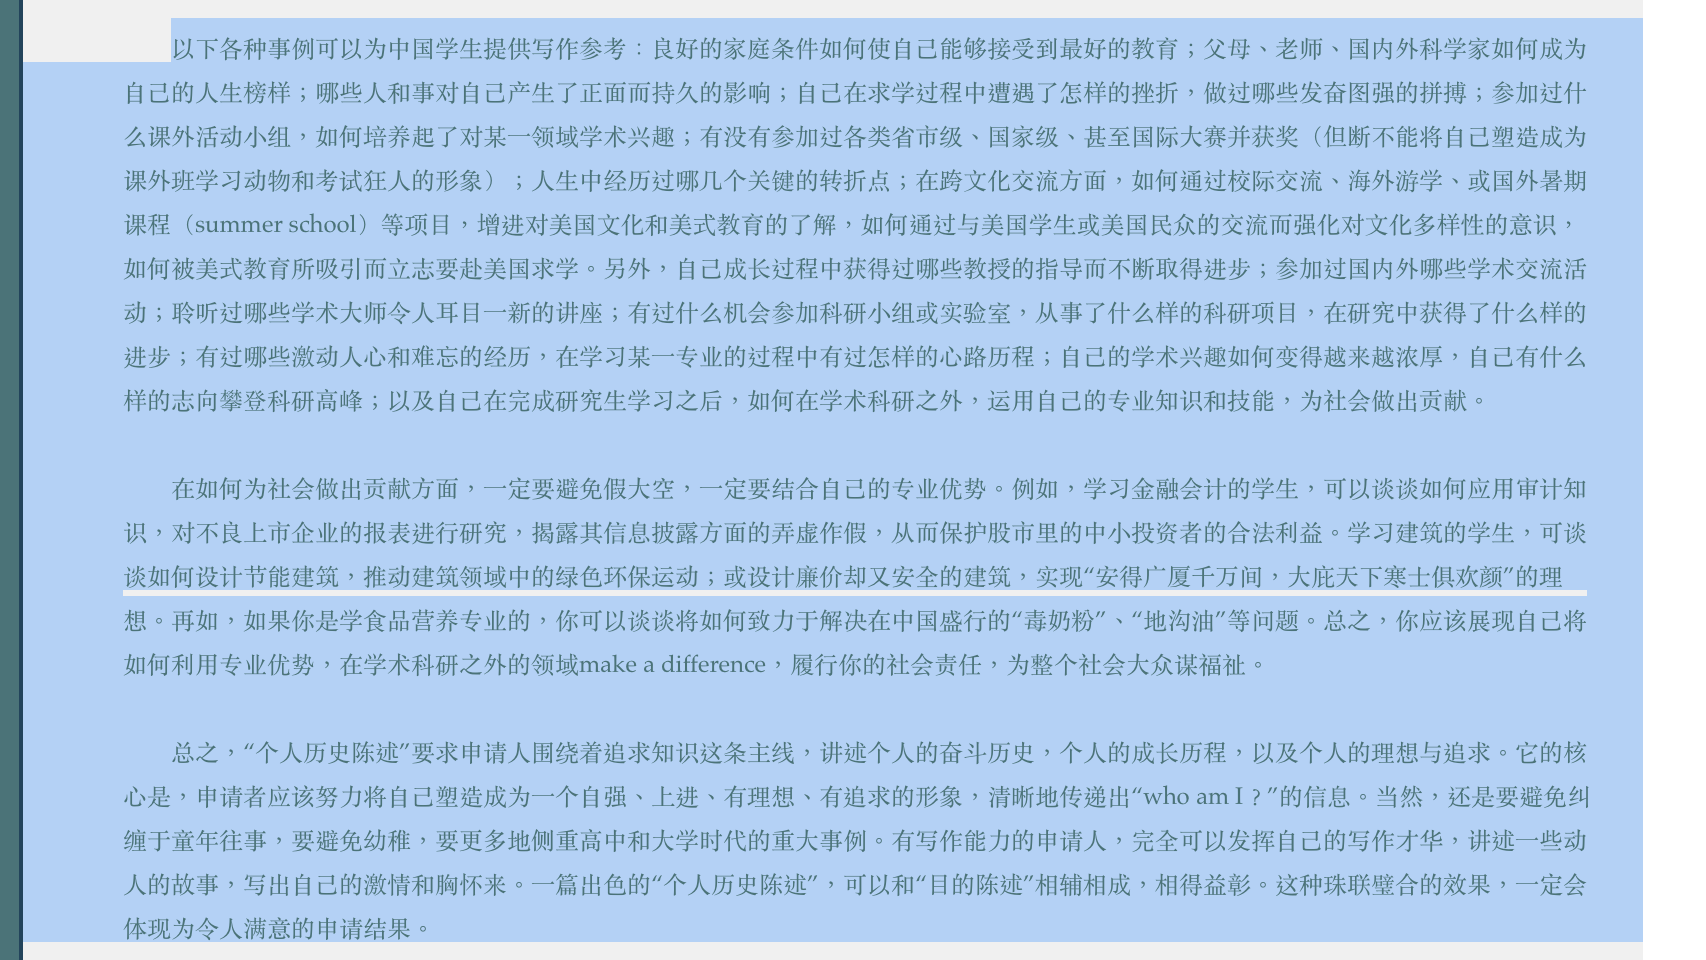 以下各种事例可以为中国学生提供写作参考：良好的家庭条件如何使自己能够接受到最好的教育；父母、老师、国内外科学家如何成为
自己的人生榜样；哪些人和事对自己产生了正面而持久的影响；自己在求学过程中遭遇了怎样的挫折，做过哪些发奋图强的拼搏；参加过什
么课外活动小组，如何培养起了对某一领域学术兴趣；有没有参加过各类省市级、国家级、甚至国际大赛并获奖（但断不能将自己塑造成为
课外班学习动物和考试狂人的形象）；人生中经历过哪几个关键的转折点；在跨文化交流方面，如何通过校际交流、海外游学、或国外暑期
课程（summer school）等项目，增进对美国文化和美式教育的了解，如何通过与美国学生或美国民众的交流而强化对文化多样性的意识，
如何被美式教育所吸引而立志要赴美国求学。另外，自己成长过程中获得过哪些教授的指导而不断取得进步；参加过国内外哪些学术交流活
动；聆听过哪些学术大师令人耳目一新的讲座；有过什么机会参加科研小组或实验室，从事了什么样的科研项目，在研究中获得了什么样的
进步；有过哪些激动人心和难忘的经历，在学习某一专业的过程中有过怎样的心路历程；自己的学术兴趣如何变得越来越浓厚，自己有什么
样的志向攀登科研高峰；以及自己在完成研究生学习之后，如何在学术科研之外，运用自己的专业知识和技能，为社会做出贡献。
在如何为社会做出贡献方面，一定要避免假大空，一定要结合自己的专业优势。例如，学习金融会计的学生，可以谈谈如何应用审计知
识，对不良上市企业的报表进行研究，揭露其信息披露方面的弄虚作假，从而保护股市里的中小投资者的合法利益。学习建筑的学生，可谈
谈如何设计节能建筑，推动建筑领域中的绿色环保运动；或设计廉价却又安全的建筑，实现“安得广厦千万间，大庇天下寒士俱欢颜”的理
想。再如，如果你是学食品营养专业的，你可以谈谈将如何致力于解决在中国盛行的“毒奶粉”、“地沟油”等问题。总之，你应该展现自己将
如何利用专业优势，在学术科研之外的领域make a difference，履行你的社会责任，为整个社会大众谋福祉。
总之，“个人历史陈述”要求申请人围绕着追求知识这条主线，讲述个人的奋斗历史，个人的成长历程，以及个人的理想与追求。它的核
心是，申请者应该努力将自己塑造成为一个自强、上进、有理想、有追求的形象，清晰地传递出“who am I？”的信息。当然，还是要避免纠
缠于童年往事，要避免幼稚，要更多地侧重高中和大学时代的重大事例。有写作能力的申请人，完全可以发挥自己的写作才华，讲述一些动
人的故事，写出自己的激情和胸怀来。一篇出色的“个人历史陈述”，可以和“目的陈述”相辅相成，相得益彰。这种珠联璧合的效果，一定会
体现为令人满意的申请结果。